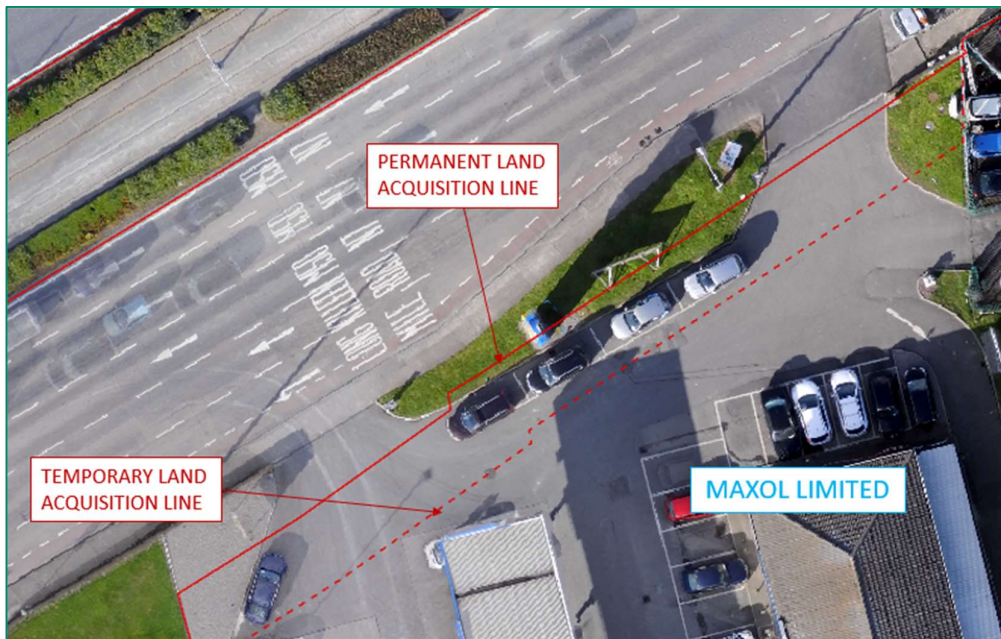 PERMANENT LAND
ACQUISITION LINE
TEMPORARY LAND
ACQUISITION LINE
MAXOL LIMITED